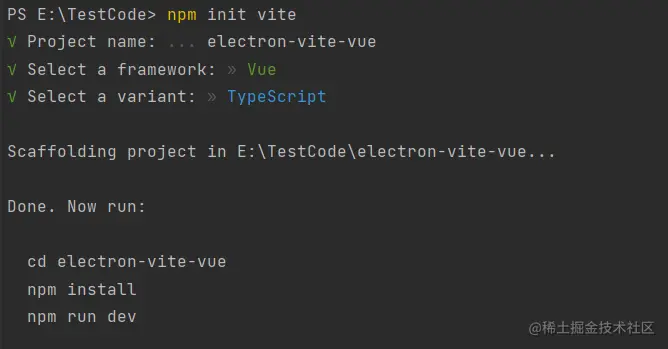 PS E:\TestCode> npm init vite
√ Project name: ... electron-vite-vue
√ Select a framework: » Vue
√ Select a variant: » TypeScript
Scaffolding project in E:\TestCode\electron-vite-vue...
Done. Now run:
cd electron-vite-vue
npm install
npm run dev
@稀土掘金技术社区